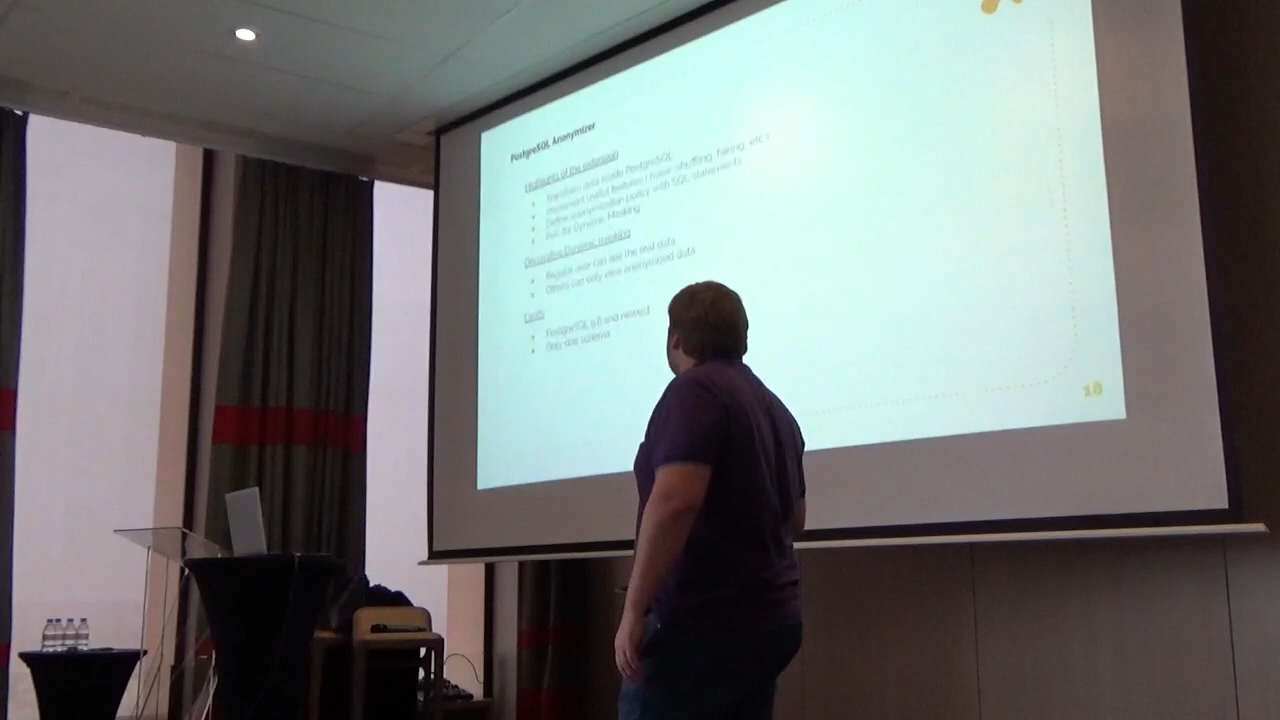 PostgreSQL Anonymizer
Highlights of the extension
Transform data inside PostgreSQL
Implement useful features ( noise, shuffling, faking, etc.)
Define anonymization policy with SQL statements
Dynamic Masking
Declarative Dynamic masking
Regular user can see the real data
Others can only view anonymized data
Limits
PostgreSQL 9.6 and newest
Only one schema
18